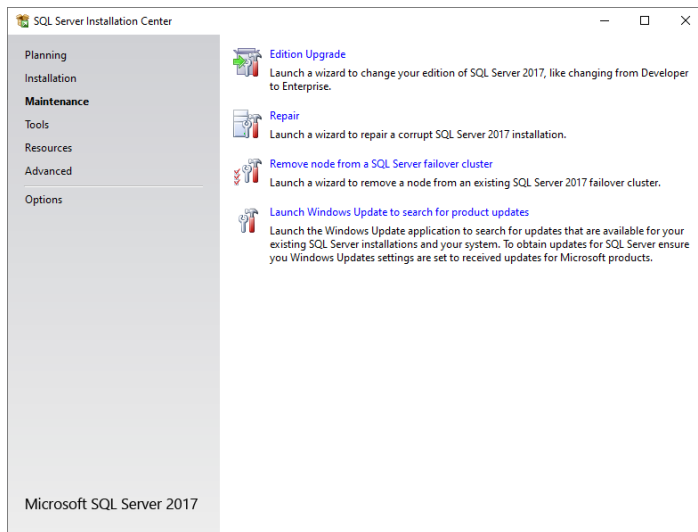 SQL Server Installation Center
Planning
Installation
Maintenance
Tools
Resources
Advanced
Options
Microsoft SQL Server 2017
Edition Upgrade
Launch a wizard to change your edition of SQL Server 2017, like changing from Developer
to Enterprise.
Repair
Launch a wizard to repair a corrupt SQL Server 2017 installation.
Remove node from a SQL Server failover cluster
Launch a wizard to remove a node from an existing SQL Server 2017 failover cluster.
Launch Windows Update to search for product updates
Launch the Windows Update application to search for updates that are available for your
existing SQL Server installations and your system. To obtain updates for SQL Server ensure
you Windows Updates settings are set to received updates for Microsoft products.